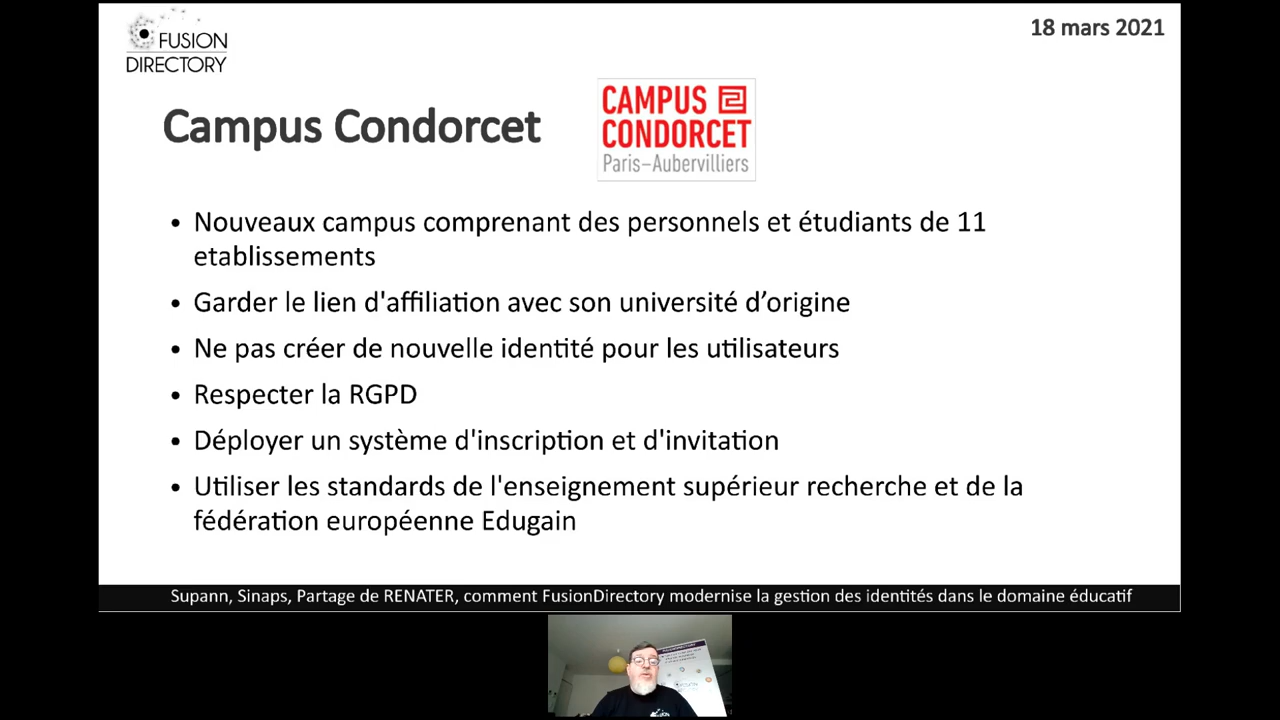 FUSION
DIRECTORY
18 mars 2021
Campus Condorcet
CAMPUS
CONDORCET
Paris–Aubervilliers
• Nouveaux campus comprenant des personnels et étudiants de 11
etablissements
• Garder le lien d'affiliation avec son université d’origine
• Ne pas créer de nouvelle identité pour les utilisateurs
• Respecter la RGPD
• Déployer un système d'inscription et d'invitation
• Utiliser les standards de l'enseignement supérieur recherche et de la
fédération européenne Edugain
Supann, Sinaps, Partage de RENATER, comment FusionDirectory modernise la gestion des identités dans le domaine éducatif